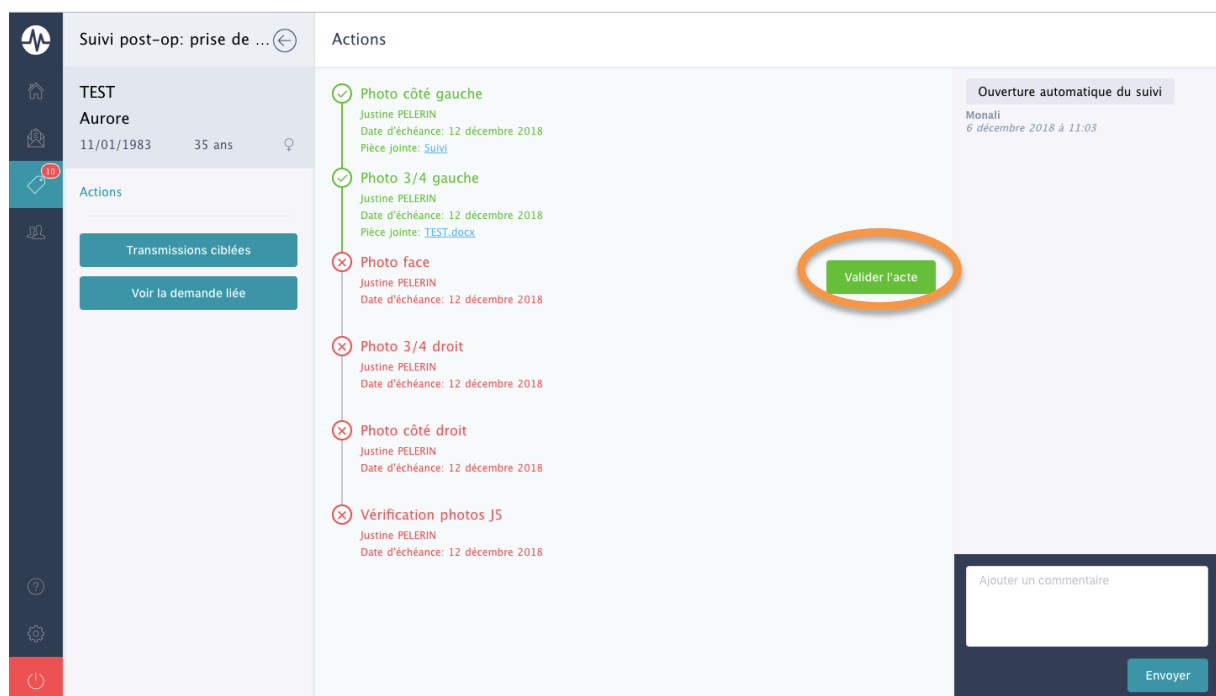 Suivi post-op: prise de ...
Actions
TEST
Aurore
11/01/1983 35 ans ♀
Actions
Transmissions ciblées
Voir la demande liée
10
Photo côté gauche
Justine PELERIN
Date d'échéance: 12 décembre 2018
Pièce jointe: Suivi
Photo 3/4 gauche
Justine PELERIN
Date d'échéance: 12 décembre 2018
Pièce jointe: TEST.docx
Photo face
Justine PELERIN
Date d'échéance: 12 décembre 2018
Valider l'acte
Photo 3/4 droit
Justine PELERIN
Date d'échéance: 12 décembre 2018
Photo côté droit
Justine PELERIN
Date d'échéance: 12 décembre 2018
Vérification photos J5
Justine PELERIN
Date d'échéance: 12 décembre 2018
Ouverture automatique du suivi
Monali
6 décembre 2018 à 11:03
Ajouter un commentaire
Envoyer